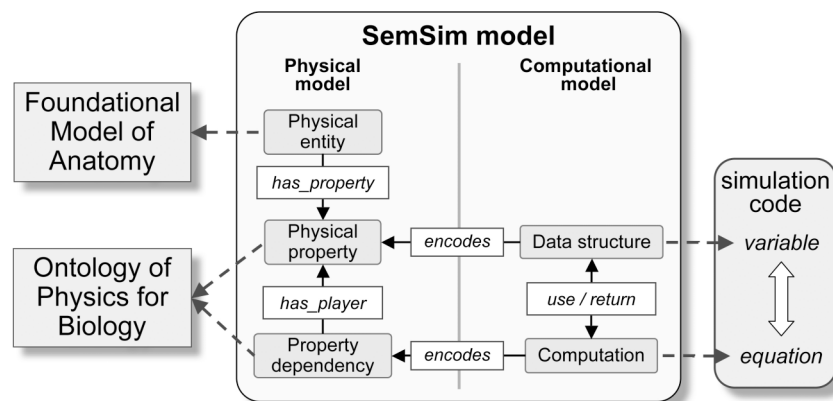 SemSim model
Physical
model
Computational
model
Foundational
Model of
Anatomy
Physical
entity
has_property
simulation
code
Physical
property
encodes
Data structure
variable
Ontology of
Physics for
Biology
has_player
use / return
Property
dependency
encodes
Computation
equation